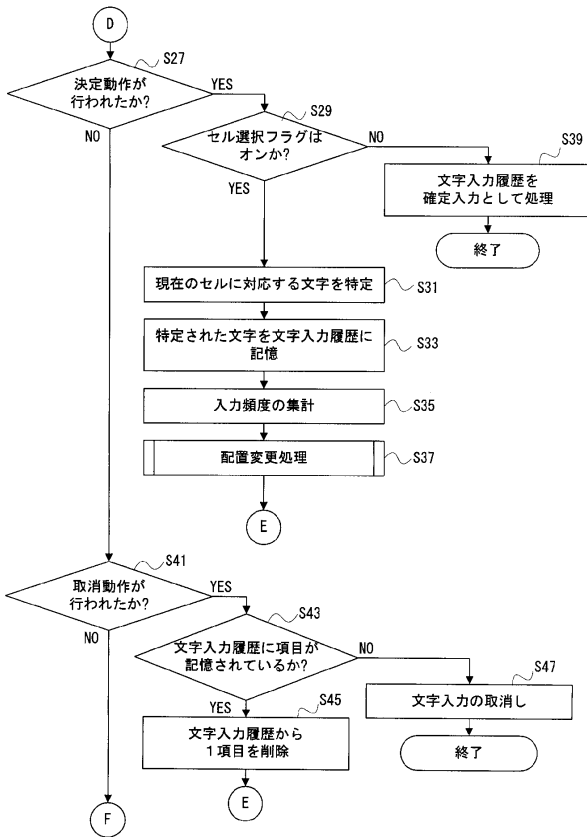 D
S27
決定動作が
行われたか?
YES
NO
S29
セル選択フラグは
オンか?
NO
YES
S39
文字入力履歴を
確定入力として処理
終了
現在のセルに対応する文字を特定
S31
特定された文字を文字入力履歴に
記憶
S33
入力頻度の集計
S35
配置変更処理
S37
E
S41
取消動作が
行われたか?
YES
NO
S43
文字入力履歴に項目が
記憶されているか?
NO
YES
S47
文字入力の取消し
終了
S45
文字入力履歴から
1項目を削除
E
F